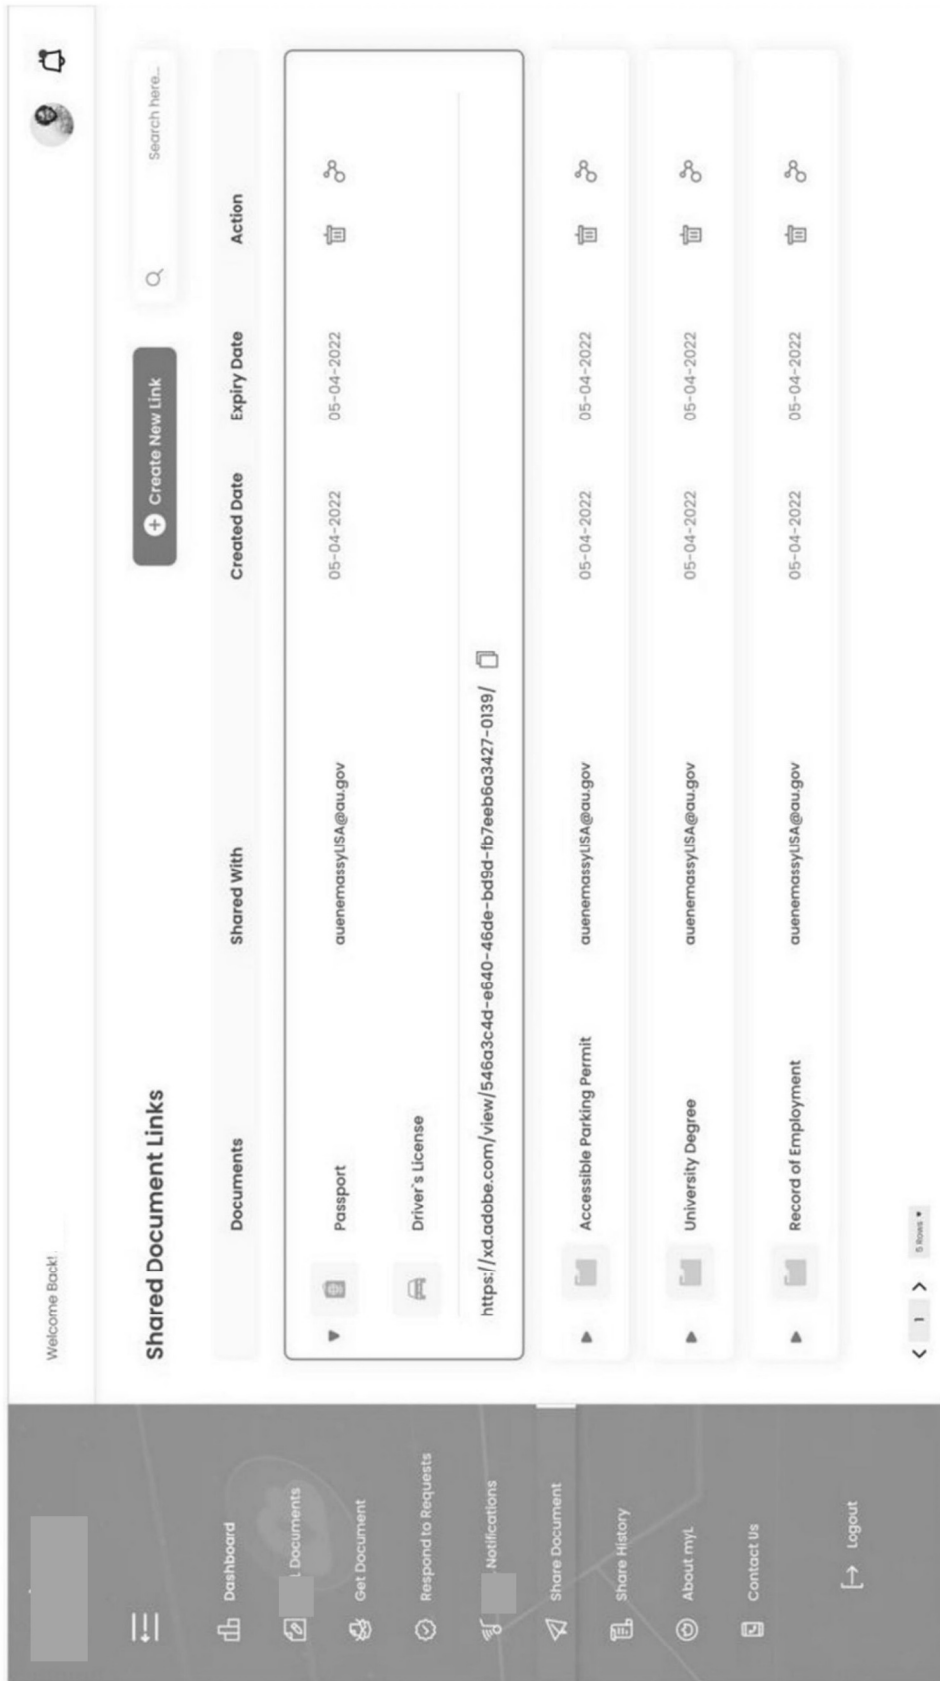 Welcome Back!
Shared Document Links
Create New Link
Search here...
Documents Shared With Created Date Expiry Date Action
Passport auenemassyLISA@au.gov 05-04-2022 05-04-2022
Driver`s License
https://xd.adobe.com/view/546a3c4d-e640-46de-bd9d-fb7eeb6a3427-0139/
Accessible Parking Permit auenemassyLISA@au.gov 05-04-2022 05-04-2022
University Degree auenemassyLISA@au.gov 05-04-2022 05-04-2022
Record of Employment auenemassyLISA@au.gov 05-04-2022 05-04-2022
< 1 > 5 Rows
Dashboard
L Documents
Get Document
Respond to Requests
-Notifications
Share Document
Share History
About myL
Contact Us
Logout